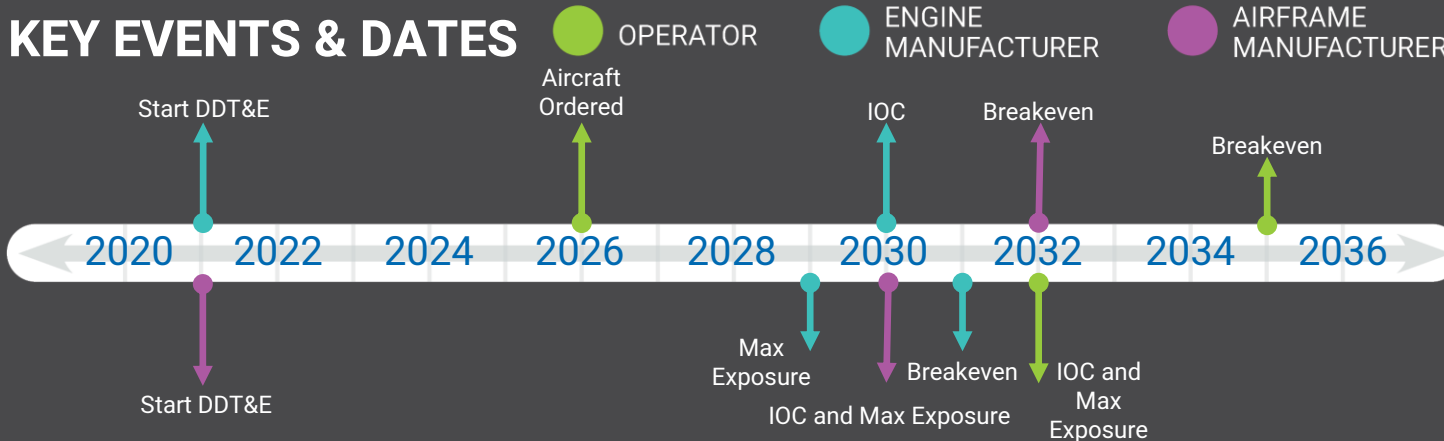 KEY EVENTS & DATES
OPERATOR
ENGINE
MANUFACTURER
AIRFRAME
MANUFACTURER
Start DDT&E
Aircraft
Ordered
IOC
Breakeven
Breakeven
2020 2022 2024 2026 2028 2030 2032 2034 2036
Start DDT&E
Max
Exposure
IOC and Max Exposure
Breakeven
IOC and
Max
Exposure